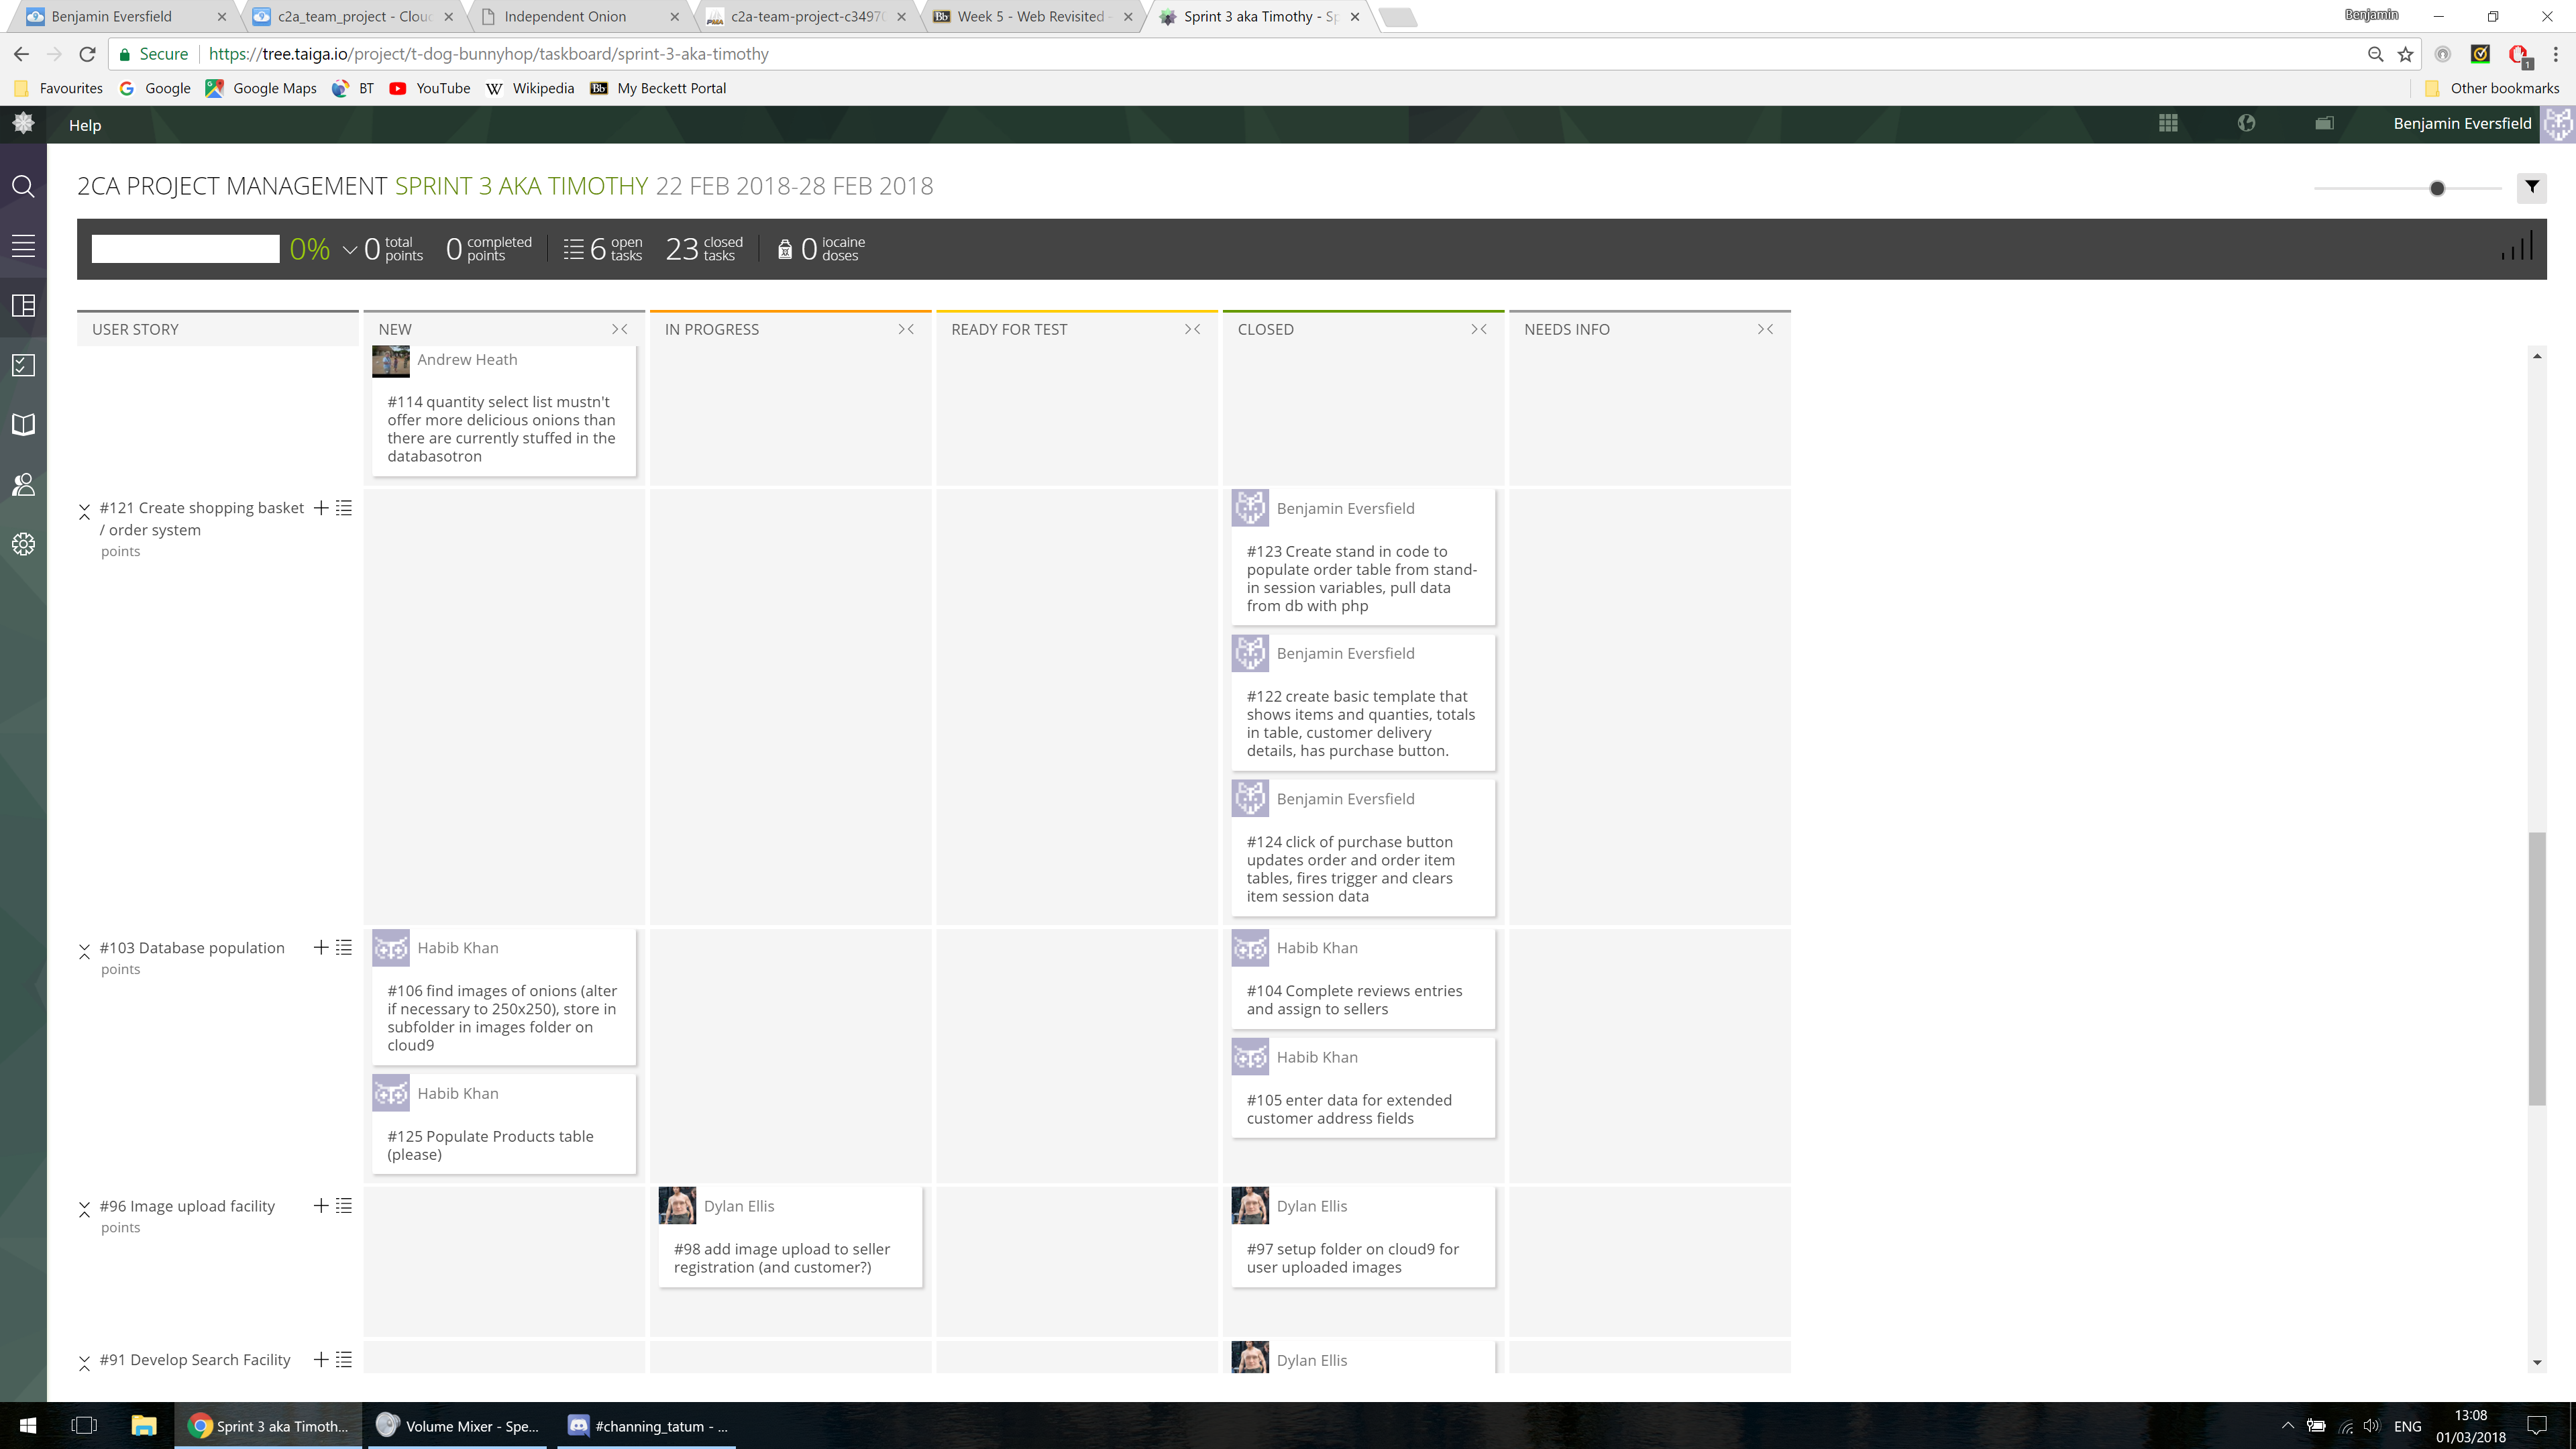 Benjamin Eversfield
c2a_team_project - Clou
Independent Onion
c2a-team-project-c3497
Week 5 - Web Revisited
Sprint 3 aka Timothy - Sp
Benjamin
Secure
https://tree.taiga.io/project/t-dog-bunnyhop/taskboard/sprint-3-aka-timothy
1
Favourites
Google
Google Maps
BT
YouTube
W Wikipedia
Bb My Beckett Portal
Other bookmarks
Help
Benjamin Eversfield
2CA PROJECT MANAGEMENT SPRINT 3 AKA TIMOTHY 22 FEB 2018-28 FEB 2018
0%
0 total points
0 completed points
6 open tasks
23 closed tasks
0 iocaine doses
USER STORY
NEW
IN PROGRESS
READY FOR TEST
CLOSED
NEEDS INFO
Andrew Heath
#114 quantity select list mustn't
offer more delicious onions than
there are currently stuffed in the
databasotron
#121 Create shopping basket
/ order system
points
Benjamin Eversfield
#123 Create stand in code to
populate order table from stand-
in session variables, pull data
from db with php
Benjamin Eversfield
#122 create basic template that
shows items and quanties, totals
in table, customer delivery
details, has purchase button.
Benjamin Eversfield
#124 click of purchase button
updates order and order item
tables, fires trigger and clears
item session data
#103 Database population
points
Habib Khan
#106 find images of onions (alter
if necessary to 250x250), store in
subfolder in images folder on
cloud9
Habib Khan
#125 Populate Products table
(please)
Habib Khan
#104 Complete reviews entries
and assign to sellers
Habib Khan
#105 enter data for extended
customer address fields
#96 Image upload facility
points
Dylan Ellis
#98 add image upload to seller
registration (and customer?)
Dylan Ellis
#97 setup folder on cloud9 for
user uploaded images
#91 Develop Search Facility
Dylan Ellis
Sprint 3 aka Timoth...
Volume Mixer - Spe...
#channing_tatum - ...
ENG
13:08
01/03/2018